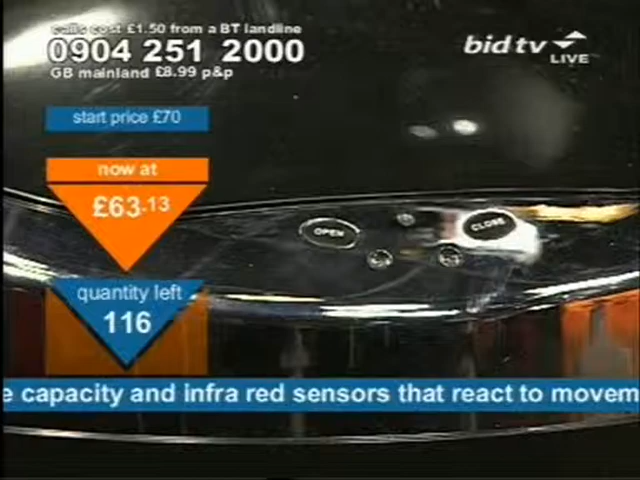 calls cost £1.50 from a BT landline
0904 251 2000
GB mainland £8.99 p&p
bid tv
LIVE
start price £70
now at
£63.13
OPEN
CLOSE
quantity left
116
e capacity and infra red sensors that react to movem